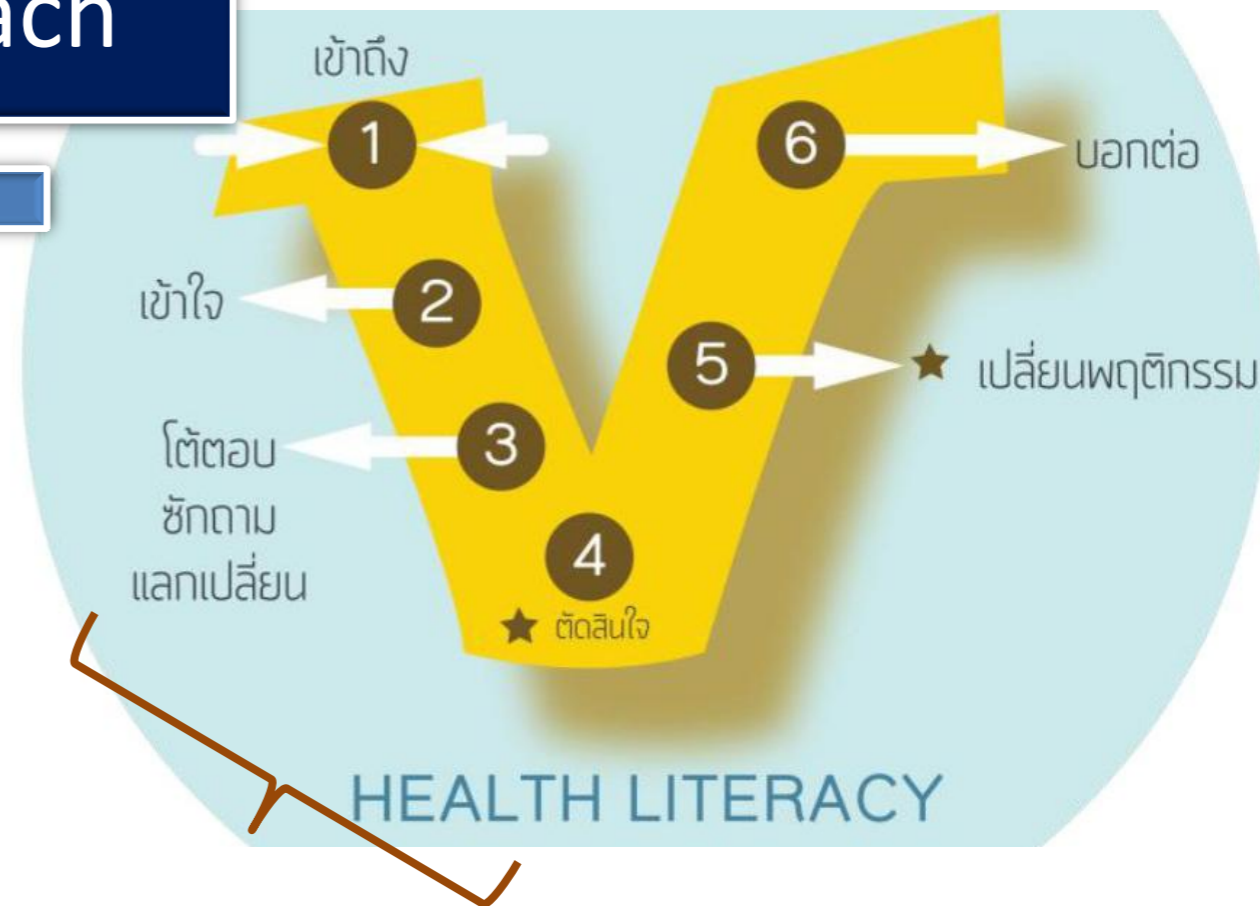 ach
เข้าถึง
1
6
บอกต่อ
เข้าใจ
2
5
★ เปลี่ยนพฤติกรรม
โต้ตอบ
3
ซักถาม
แลกเปลี่ยน
4
★ ตัดสินใจ
HEALTH LITERACY